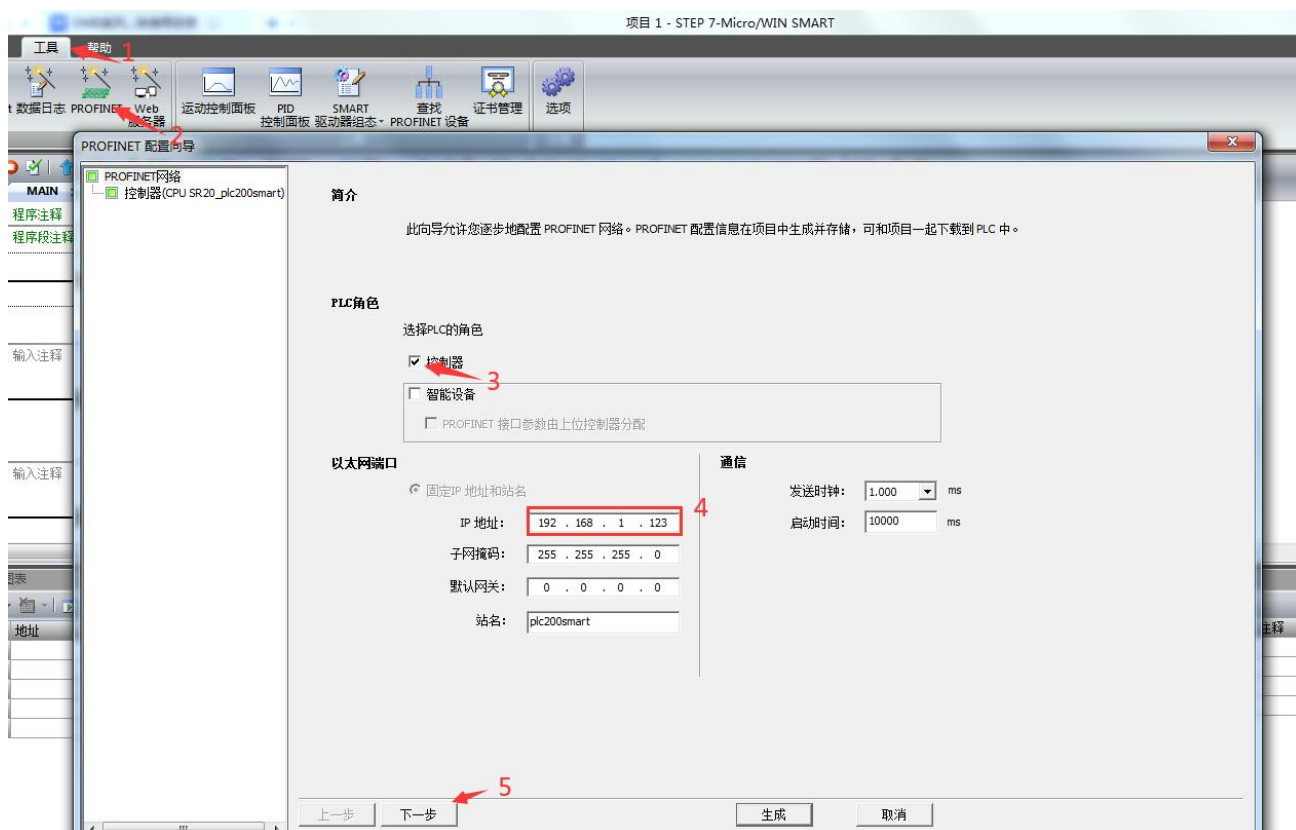 项目 1 - STEP 7-Micro/WIN SMART
工具 帮助
1
t 数据日志 PROFINET Web 服务器 运动控制面板 PID 控制面板 SMART 驱动器组态 查找 PROFINET 设备 证书管理 选项
2
PROFINET 配置向导
MAIN
程序注释
程序段注释
输入注释
输入注释
图表
地址
注释
PROFINET网络
控制器(CPU SR20_plc200smart)
简介
此向导允许您逐步地配置 PROFINET 网络。PROFINET 配置信息在项目中生成并存储，可和项目一起下载到 PLC 中。
PLC角色
选择PLC的角色
控制器
3
智能设备
PROFINET 接口参数由上位控制器分配
以太网端口
固定IP 地址和站名
IP 地址： 192 . 168 . 1 . 123
4
子网掩码： 255 . 255 . 255 . 0
默认网关： 0 . 0 . 0 . 0
站名： plc200smart
通信
发送时钟： 1.000 ms
启动时间： 10000 ms
5
上一步 下一步 生成 取消